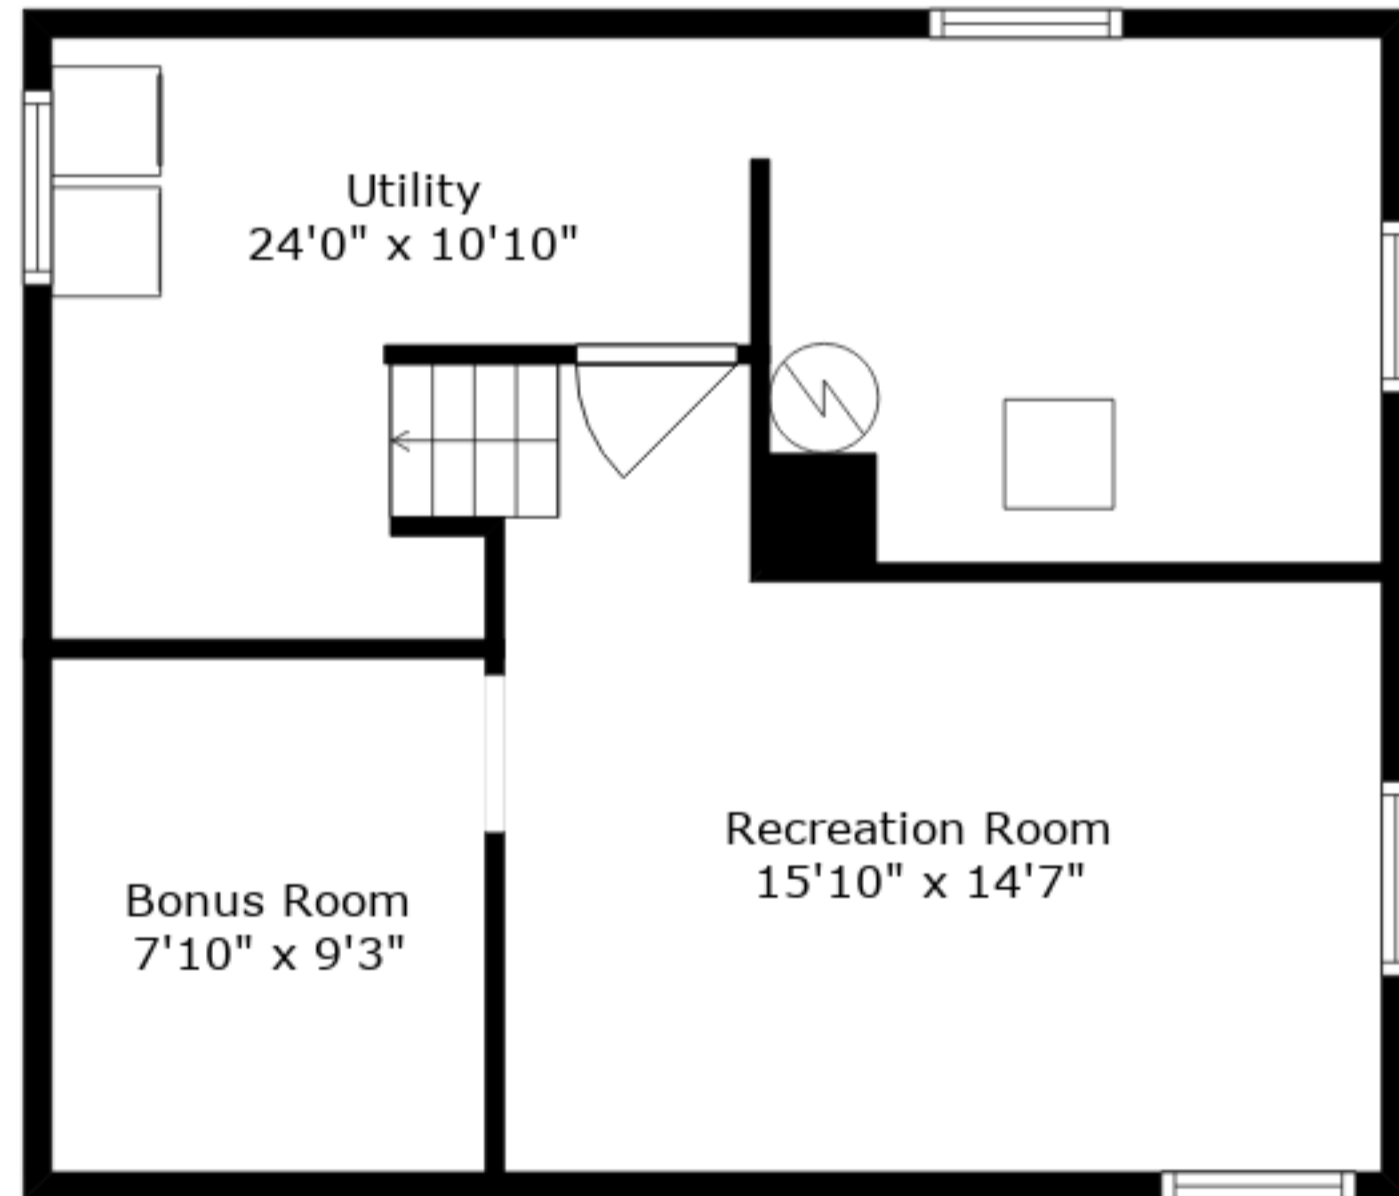 Utility
24'0" x 10'10"
Recreation Room
15'10" x 14'7"
Bonus Room
7'10" x 9'3"